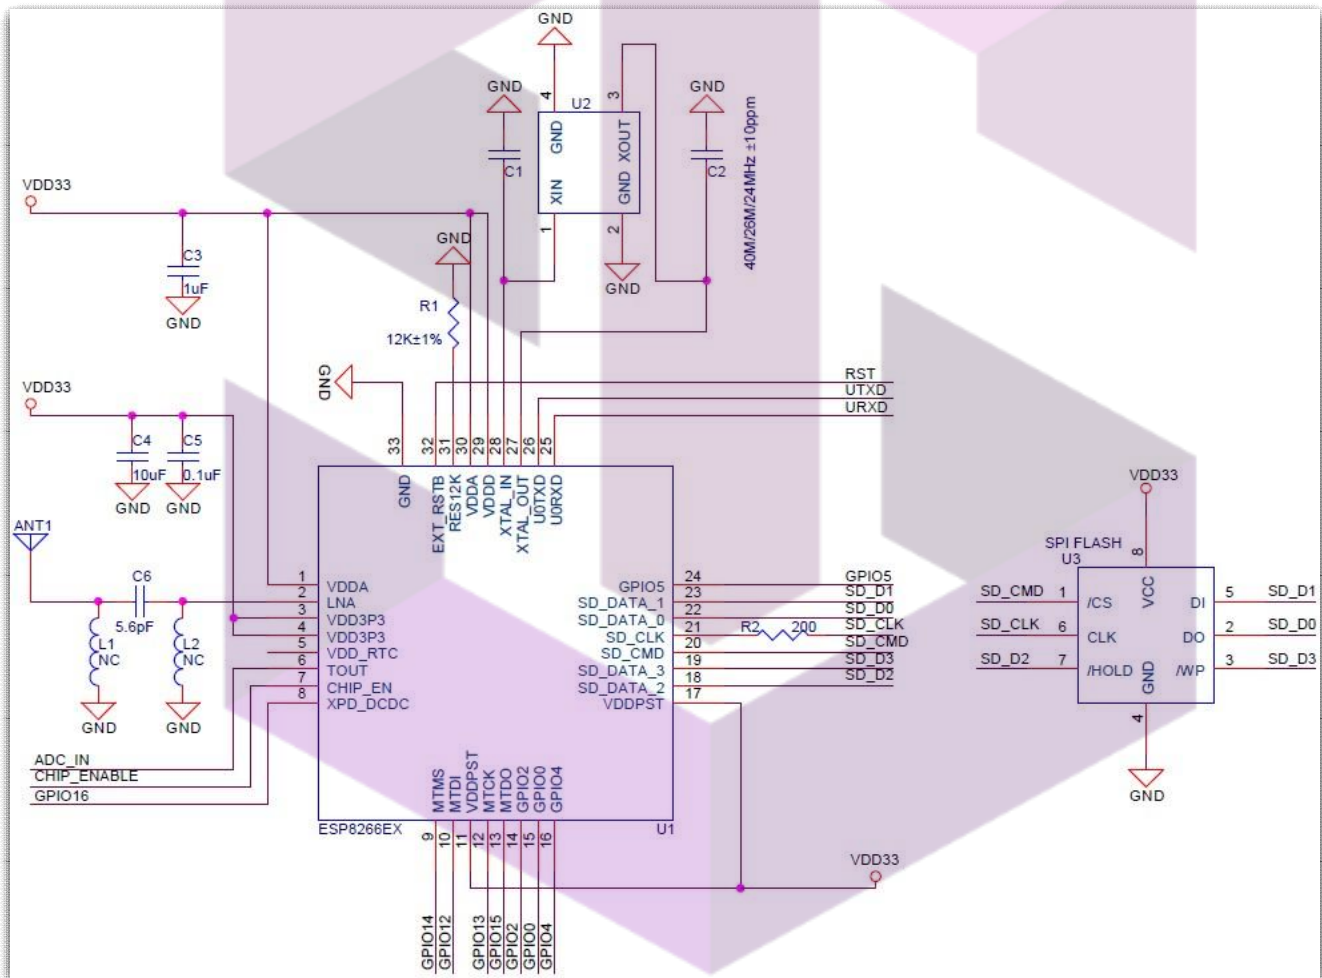 GND
4
U2
3
GND
GND
GND
XOUT
C1
XIN
GND
C2
40M/26M/24MHz ±10ppm
1
2
GND
VDD33
C3
1uF
GND
GND
R1
12K±1%
GND
VDD33
C4
10uF
GND
C5
0.1uF
GND
RST
UTXD
URXD
33
32
31
30
29
28
27
26
25
GND
EXT_RSTB
RES12K
VDDA
VDDD
XTAL_IN
XTAL_OUT
U0TXD
U0RXD
ANT1
C6
5.6pF
L1
NC
GND
L2
NC
GND
1 VDDA
2 LNA
3 VDD3P3
4 VDD3P3
5 VDD_RTC
6 TOUT
7 CHIP_EN
8 XPD_DCDC
ADC_IN
CHIP_ENABLE
GPIO16
GPIO5 24 GPIO5
SD_DATA_1 23 SD_D1
SD_DATA_0 22 SD_D0
SD_CLK 21 R2 200 SD_CLK
SD_CMD 20 SD_CMD
SD_DATA_3 19 SD_D3
SD_DATA_2 18 SD_D2
VDDPST 17
MTMS
MTDI
VDDPST
MTCK
MTDO
GPIO2
GPIO0
GPIO4
ESP8266EX
U1
9
10
11
12
13
14
15
16
GPIO14
GPIO12
GPIO13
GPIO15
GPIO2
GPIO0
GPIO4
VDD33
VDD33
SPI FLASH
U3
8
VCC
SD_CMD 1 /CS
DI 5 SD_D1
SD_CLK 6 CLK
DO 2 SD_D0
SD_D2 7 /HOLD
/WP 3 SD_D3
GND
4
GND